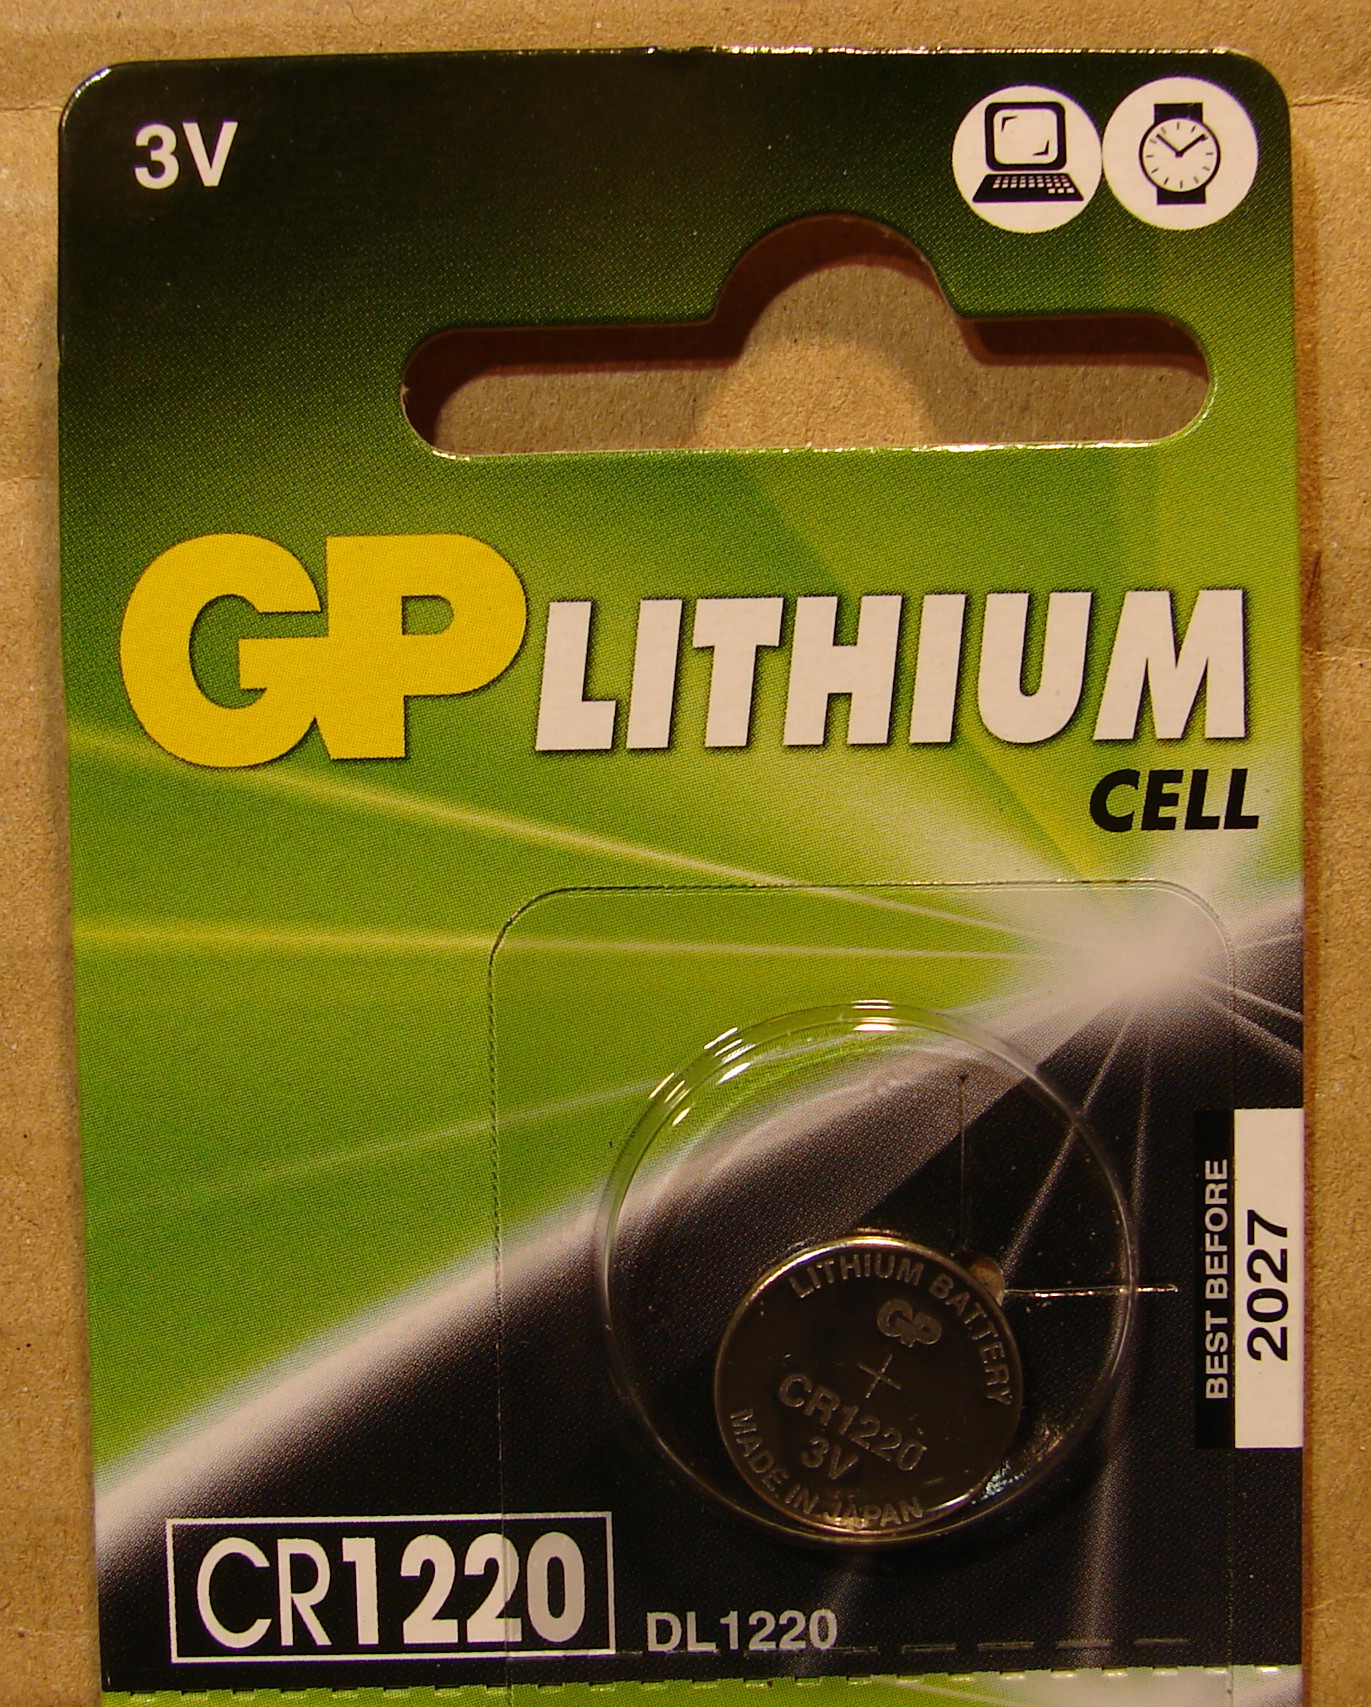 3V
GP LITHIUM
CELL
BEST BEFORE
2027
LITHIUM BATTERY
GP
+
CR1220
3V
MADE IN JAPAN
CR1220
DL1220